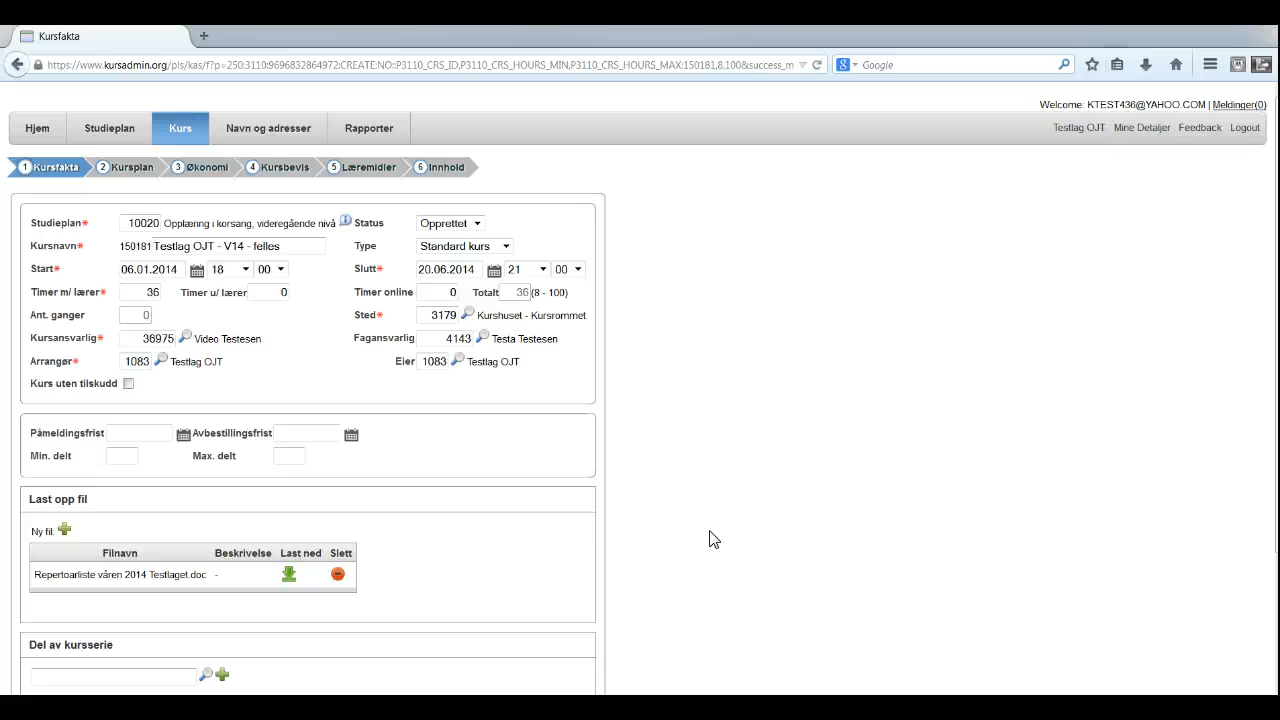 Kursfakta
https://www.kursadmin.org/pls/kas/f?p=250:3110:9696832864972:CREATE:NO::P3110_CRS_ID,P3110_CRS_HOURS_MIN,P3110_CRS_HOURS_MAX:150181,8,100&success_m
Google
Welcome: KTEST436@YAHOO.COM | Meldinger(0)
Hjem Studieplan Kurs Navn og adresser Rapporter
Testlag OJT Mine Detaljer Feedback Logout
1 Kursfakta 2 Kursplan 3 Økonomi 4 Kursbevis 5 Læremidler 6 Innhold
Studieplan* 10020 Opplæring i korsang, videregående nivå Status Opprettet
Kursnavn* 150181 Testlag OJT - V14 - felles Type Standard kurs
Start* 06.01.2014 18 00 Slutt* 20.06.2014 21 00
Timer m/ lærer* 36 Timer u/ lærer 0 Timer online 0 Totalt 36 (8 - 100)
Ant. ganger 0 Sted* 3179 Kurshuset - Kursrommet
Kursansvarlig* 36975 Video Testesen Fagansvarlig 4143 Testa Testesen
Arrangør* 1083 Testlag OJT Eier 1083 Testlag OJT
Kurs uten tilskudd
Påmeldingsfrist Avbestillingsfrist
Min. delt Max. delt
Last opp fil
Ny fil:
Filnavn Beskrivelse Last ned Slett
Repertoarliste våren 2014 Testlaget.doc -
Del av kursserie